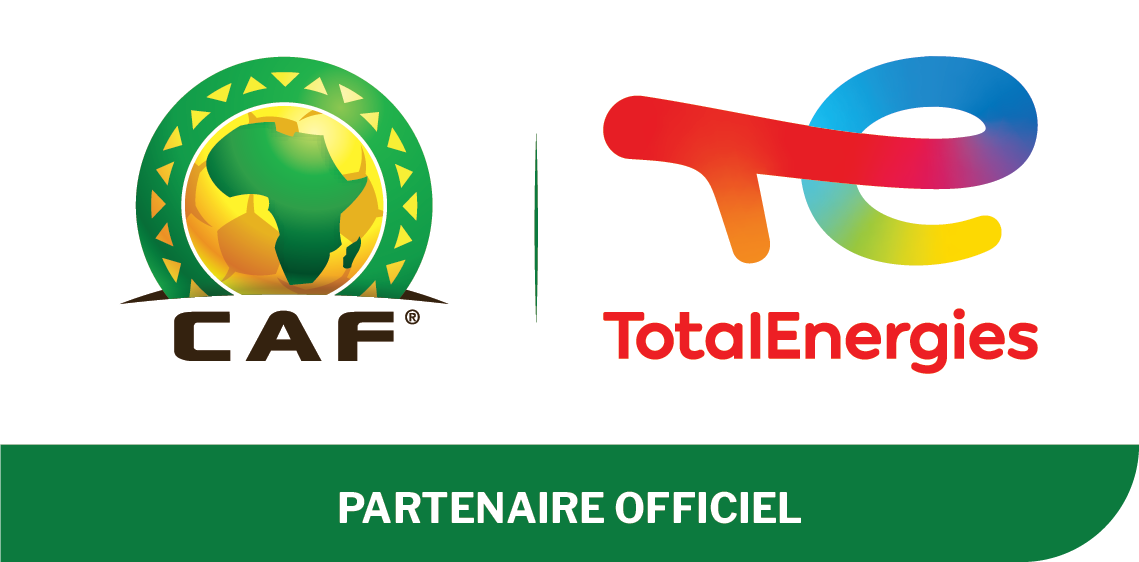 CAF®
TotalEnergies
PARTENAIRE OFFICIEL